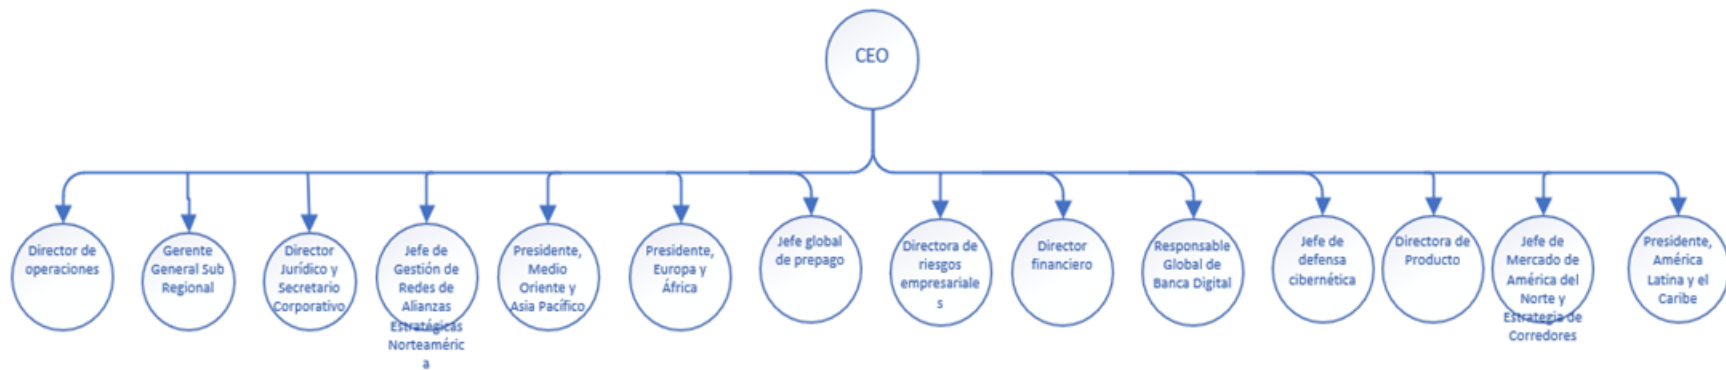 CEO
Director de
operaciones
Gerente
General Sub
Regional
Director
Jurídico y
Secretario
Corporativo
Jefe de
Gestión de
Redes de
Alianzas
Estratégicas
Norteaméric
a
Presidente,
Medio
Oriente y
Asia Pacífico
Presidente,
Europa y
África
Jefe global
de prepago
Directora de
riesgos
empresariale
s
Director
financiero
Responsable
Global de
Banca Digital
Jefe de
defensa
cibernética
Directora de
Producto
Jefe de
Mercado de
América del
Norte y
Estrategia de
Corredores
Presidente,
América
Latina y el
Caribe